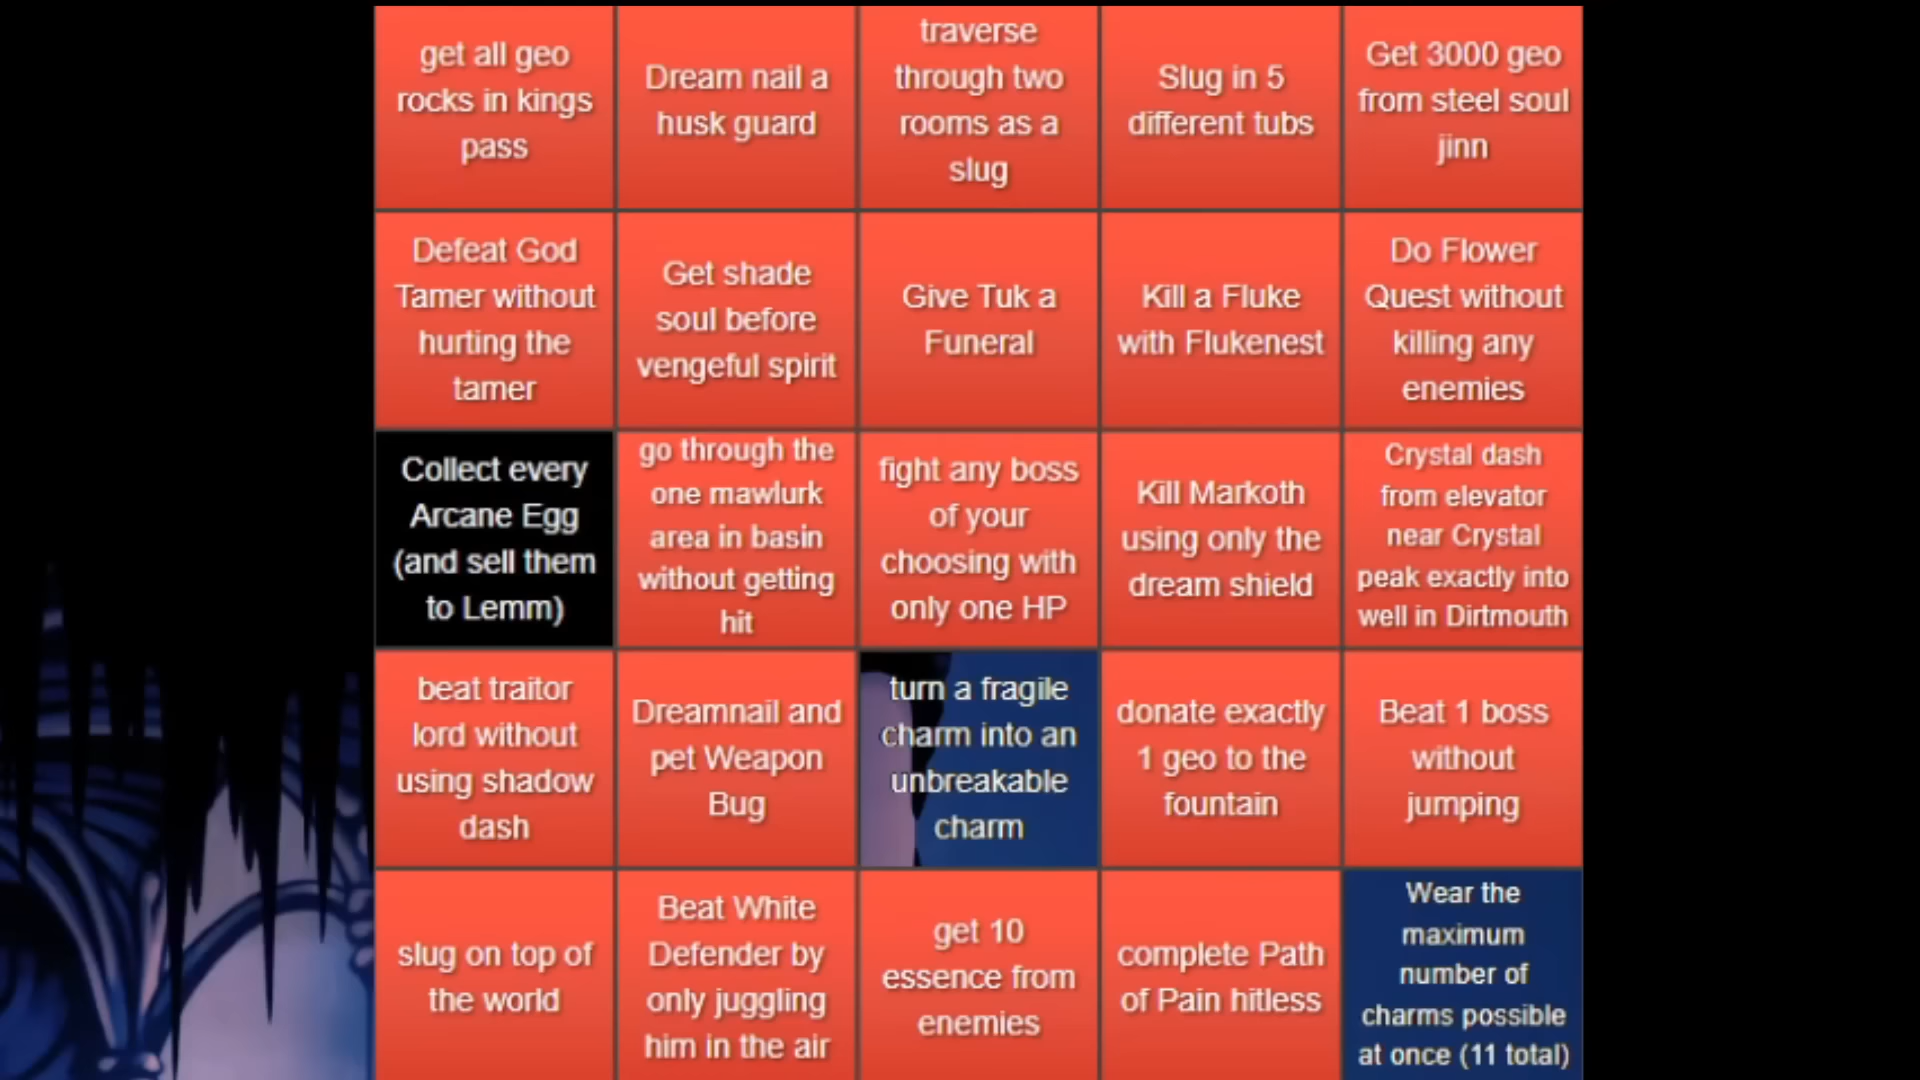 get all geo
rocks in kings
pass
Dream nail a
husk guard
traverse
through two
rooms as a
slug
Slug in 5
different tubs
Get 3000 geo
from steel soul
jinn
Defeat God
Tamer without
hurting the
tamer
Get shade
soul before
vengeful spirit
Give Tuk a
Funeral
Kill a Fluke
with Flukenest
Do Flower
Quest without
killing any
enemies
Collect every
Arcane Egg
(and sell them
to Lemm)
go through the
one mawlurk
area in basin
without getting
hit
fight any boss
of your
choosing with
only one HP
Kill Markoth
using only the
dream shield
Crystal dash
from elevator
near Crystal
peak exactly into
well in Dirtmouth
beat traitor
lord without
using shadow
dash
Dreamnail and
pet Weapon
Bug
turn a fragile
charm into an
unbreakable
charm
donate exactly
1 geo to the
fountain
Beat 1 boss
without
jumping
slug on top of
the world
Beat White
Defender by
only juggling
him in the air
get 10
essence from
enemies
complete Path
of Pain hitless
Wear the
maximum
number of
charms possible
at once (11 total)